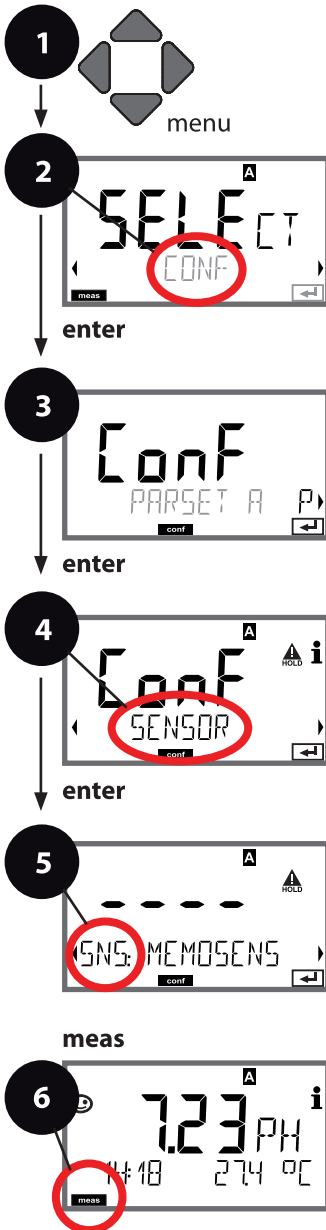 1
menu
2
A
SELECT
CONF
meas
enter
3
ConF
PARSET A P
conf
enter
4
A
ConF
HOLD i
SENSOR
conf
enter
5
A
HOLD
- - - -
SNS: MEMOSENS
conf
meas
6
A
i
7.23 PH
14:18 27.4 °C
meas